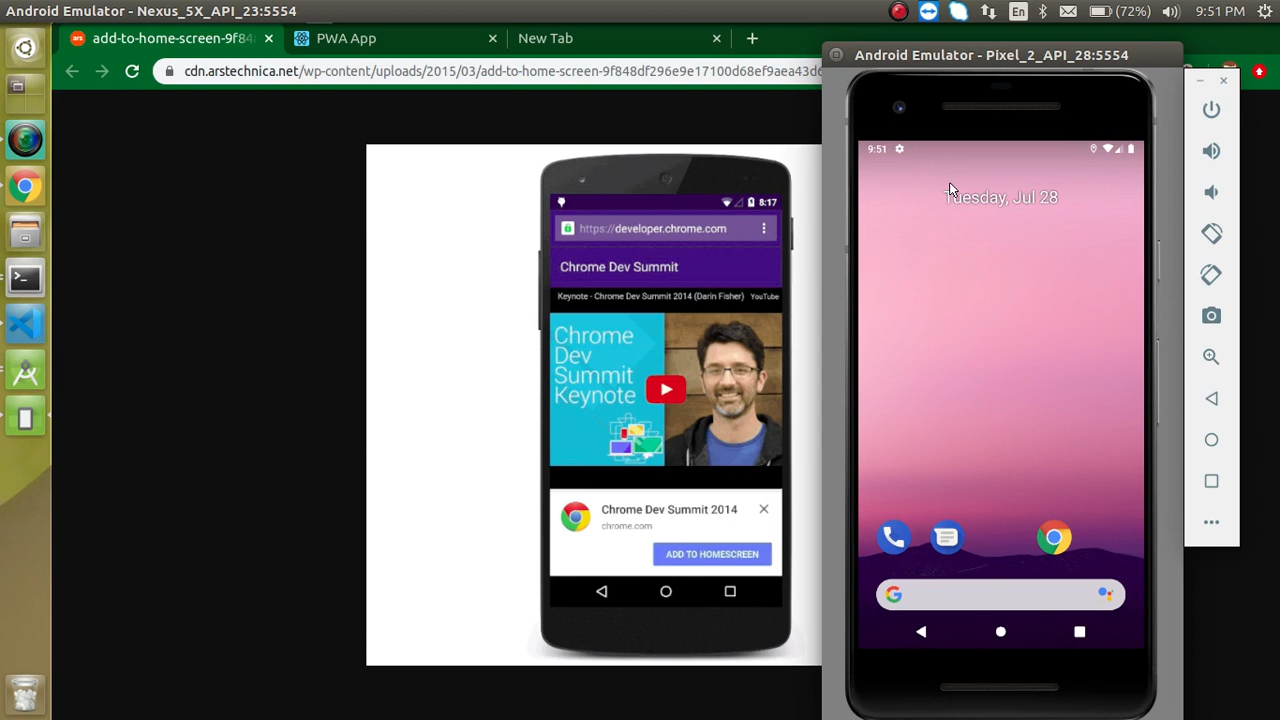 Android Emulator - Nexus_5X_API_23:5554
En
(72%)
9:51 PM
ars
add-to-home-screen-9f84
PWA App
New Tab
cdn.arstechnica.net/wp-content/uploads/2015/03/add-to-home-screen-9f848df296e9e17100d68ef9aea43d6
Android Emulator - Pixel_2_API_28:5554
9:51
Tuesday, Jul 28
8:17
https://developer.chrome.com
Chrome Dev Summit
Keynote - Chrome Dev Summit 2014 (Darin Fisher)
YouTube
Chrome
Dev
Summit
Keynote
Chrome Dev Summit 2014
chrome.com
ADD TO HOMESCREEN